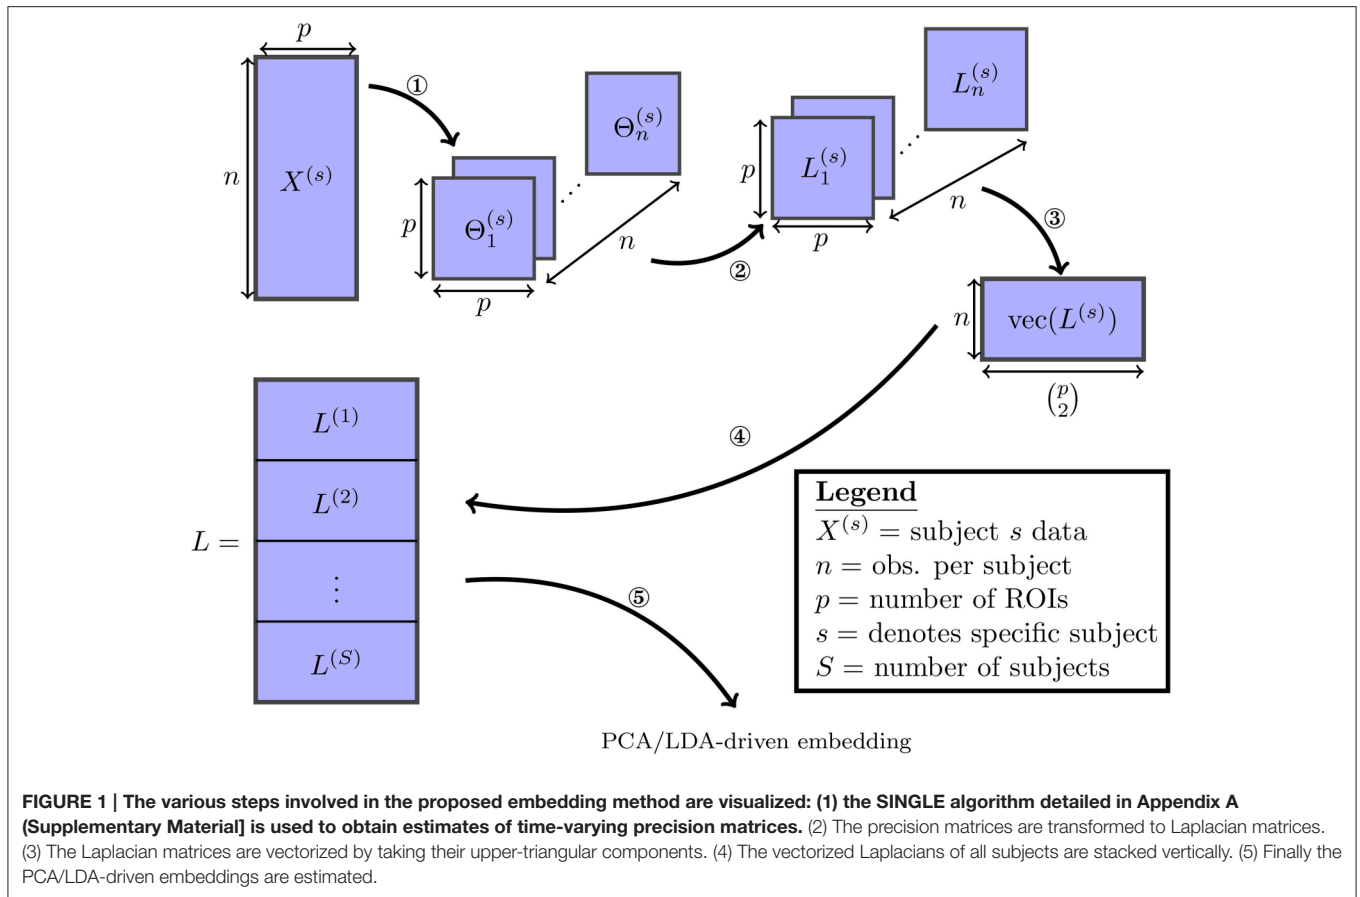 p
n
X^(s)
①
Θ_n^(s)
Θ_1^(s)
p
p
n
②
L_n^(s)
L_1^(s)
p
p
n
③
n
vec(L^(s))
(p 2)
④
L =
L^(1)
L^(2)
⋮
L^(S)
⑤
PCA/LDA-driven embedding
Legend
X^(s) = subject s data
n = obs. per subject
p = number of ROIs
s = denotes specific subject
S = number of subjects
FIGURE 1 | The various steps involved in the proposed embedding method are visualized: (1) the SINGLE algorithm detailed in Appendix A
(Supplementary Material] is used to obtain estimates of time-varying precision matrices. (2) The precision matrices are transformed to Laplacian matrices.
(3) The Laplacian matrices are vectorized by taking their upper-triangular components. (4) The vectorized Laplacians of all subjects are stacked vertically. (5) Finally the
PCA/LDA-driven embeddings are estimated.